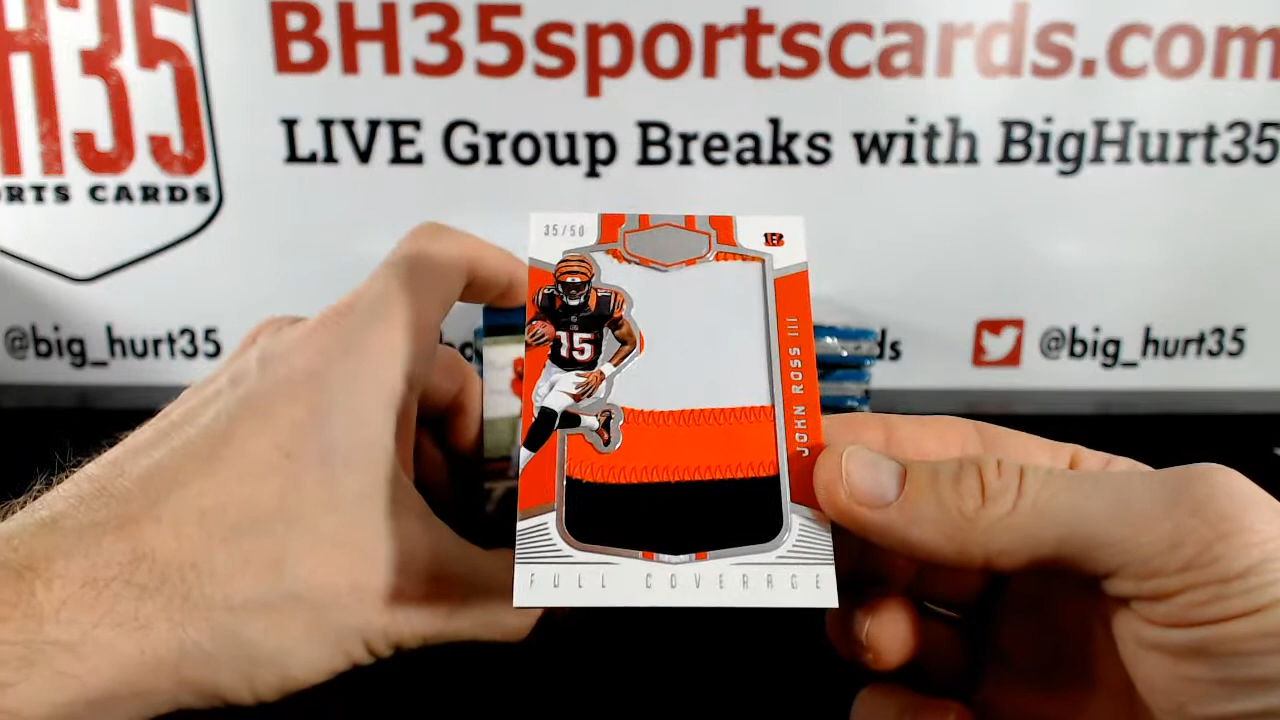 BH35sportscards.com
LIVE Group Breaks with BigHurt35
H35
RTS CARDS
@big_hurt35
ds
@big_hurt35
35/50
15
JOHN ROSS III
FULL COVERAGE